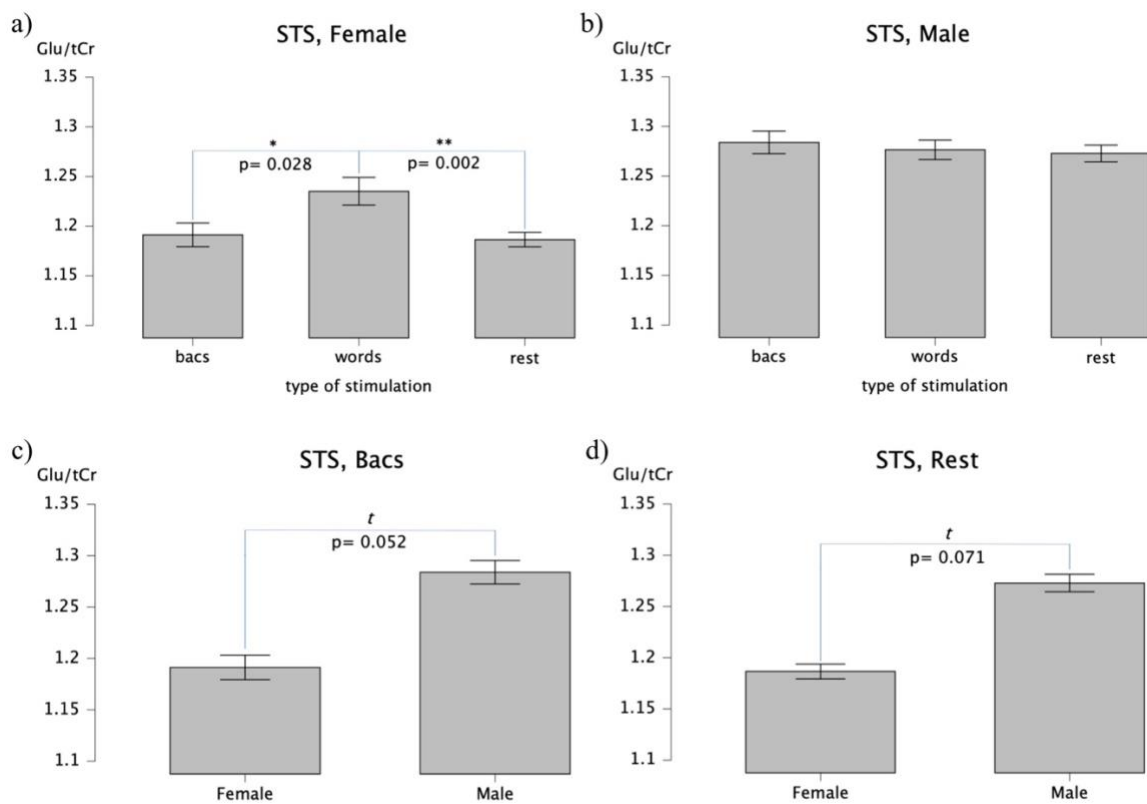 a)
STS, Female
Glu/tCr
1.35
1.3
1.25
1.2
1.15
1.1
*
p= 0.028
**
p= 0.002
bacs words rest
type of stimulation
b)
STS, Male
Glu/tCr
1.35
1.3
1.25
1.2
1.15
1.1
bacs words rest
type of stimulation
c)
STS, Bacs
Glu/tCr
1.35
1.3
1.25
1.2
1.15
1.1
t
p= 0.052
Female Male
d)
STS, Rest
Glu/tCr
1.35
1.3
1.25
1.2
1.15
1.1
t
p= 0.071
Female Male